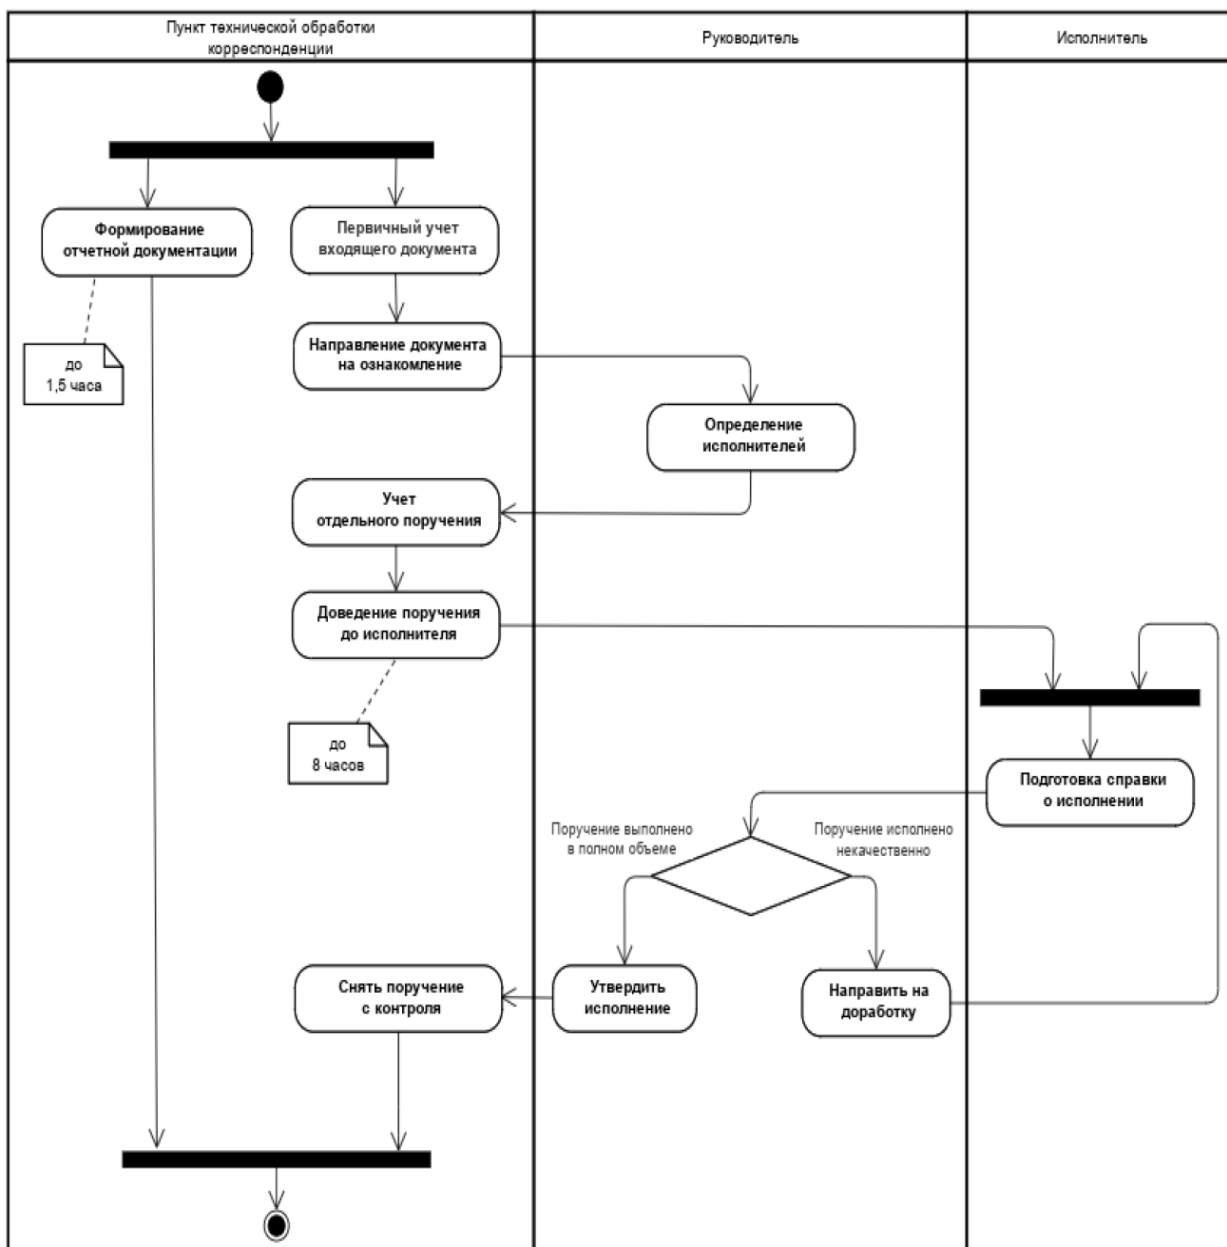 Пункт технической обработки
корреспонденции
Руководитель
Исполнитель
Формирование
отчетной документации
Первичный учет
входящего документа
до
1,5 часа
Направление документа
на ознакомление
Определение
исполнителей
Учет
отдельного поручения
Доведение поручения
до исполнителя
до
8 часов
Подготовка справки
о исполнении
Поручение выполнено
в полном объеме
Поручение исполнено
некачественно
Снять поручение
с контроля
Утвердить
исполнение
Направить на
доработку